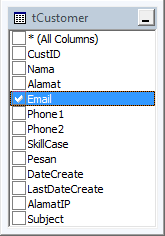 tCustomer
* (All Columns)
CustID
Nama
Alamat
Email
Phone1
Phone2
SkillCase
Pesan
DateCreate
LastDateCreate
AlamatIP
Subject